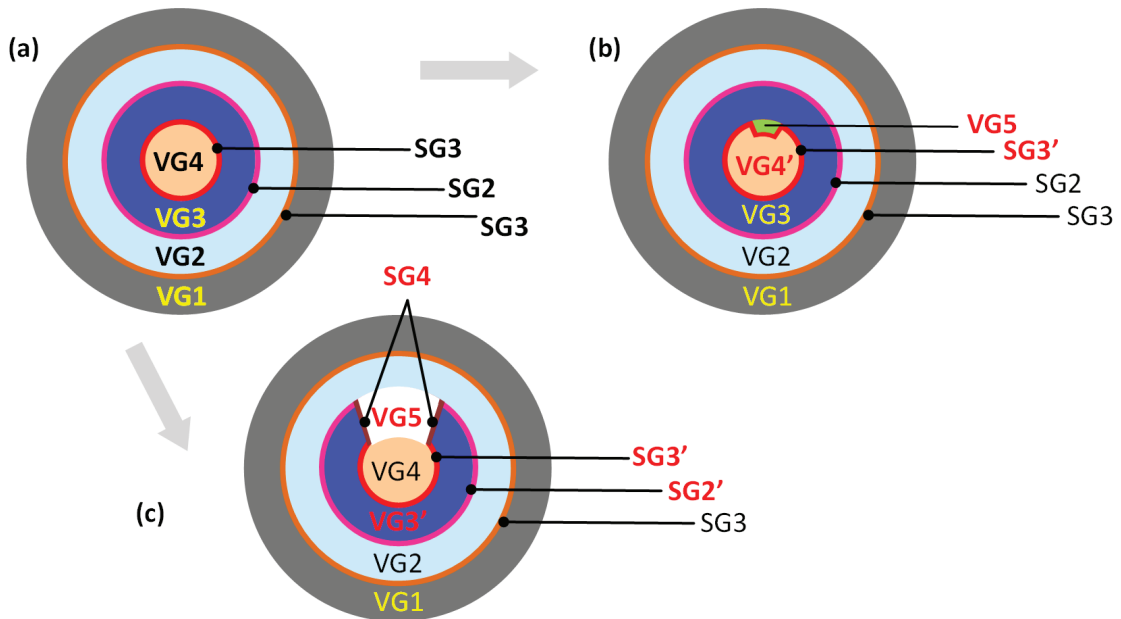 (a)
VG4
SG3
SG2
VG3
SG3
VG2
VG1
(b)
VG5
SG3’
VG4’
SG2
VG3
SG3
VG2
VG1
SG4
VG5
SG3’
VG4
SG2’
(c)
VG3’
SG3
VG2
VG1